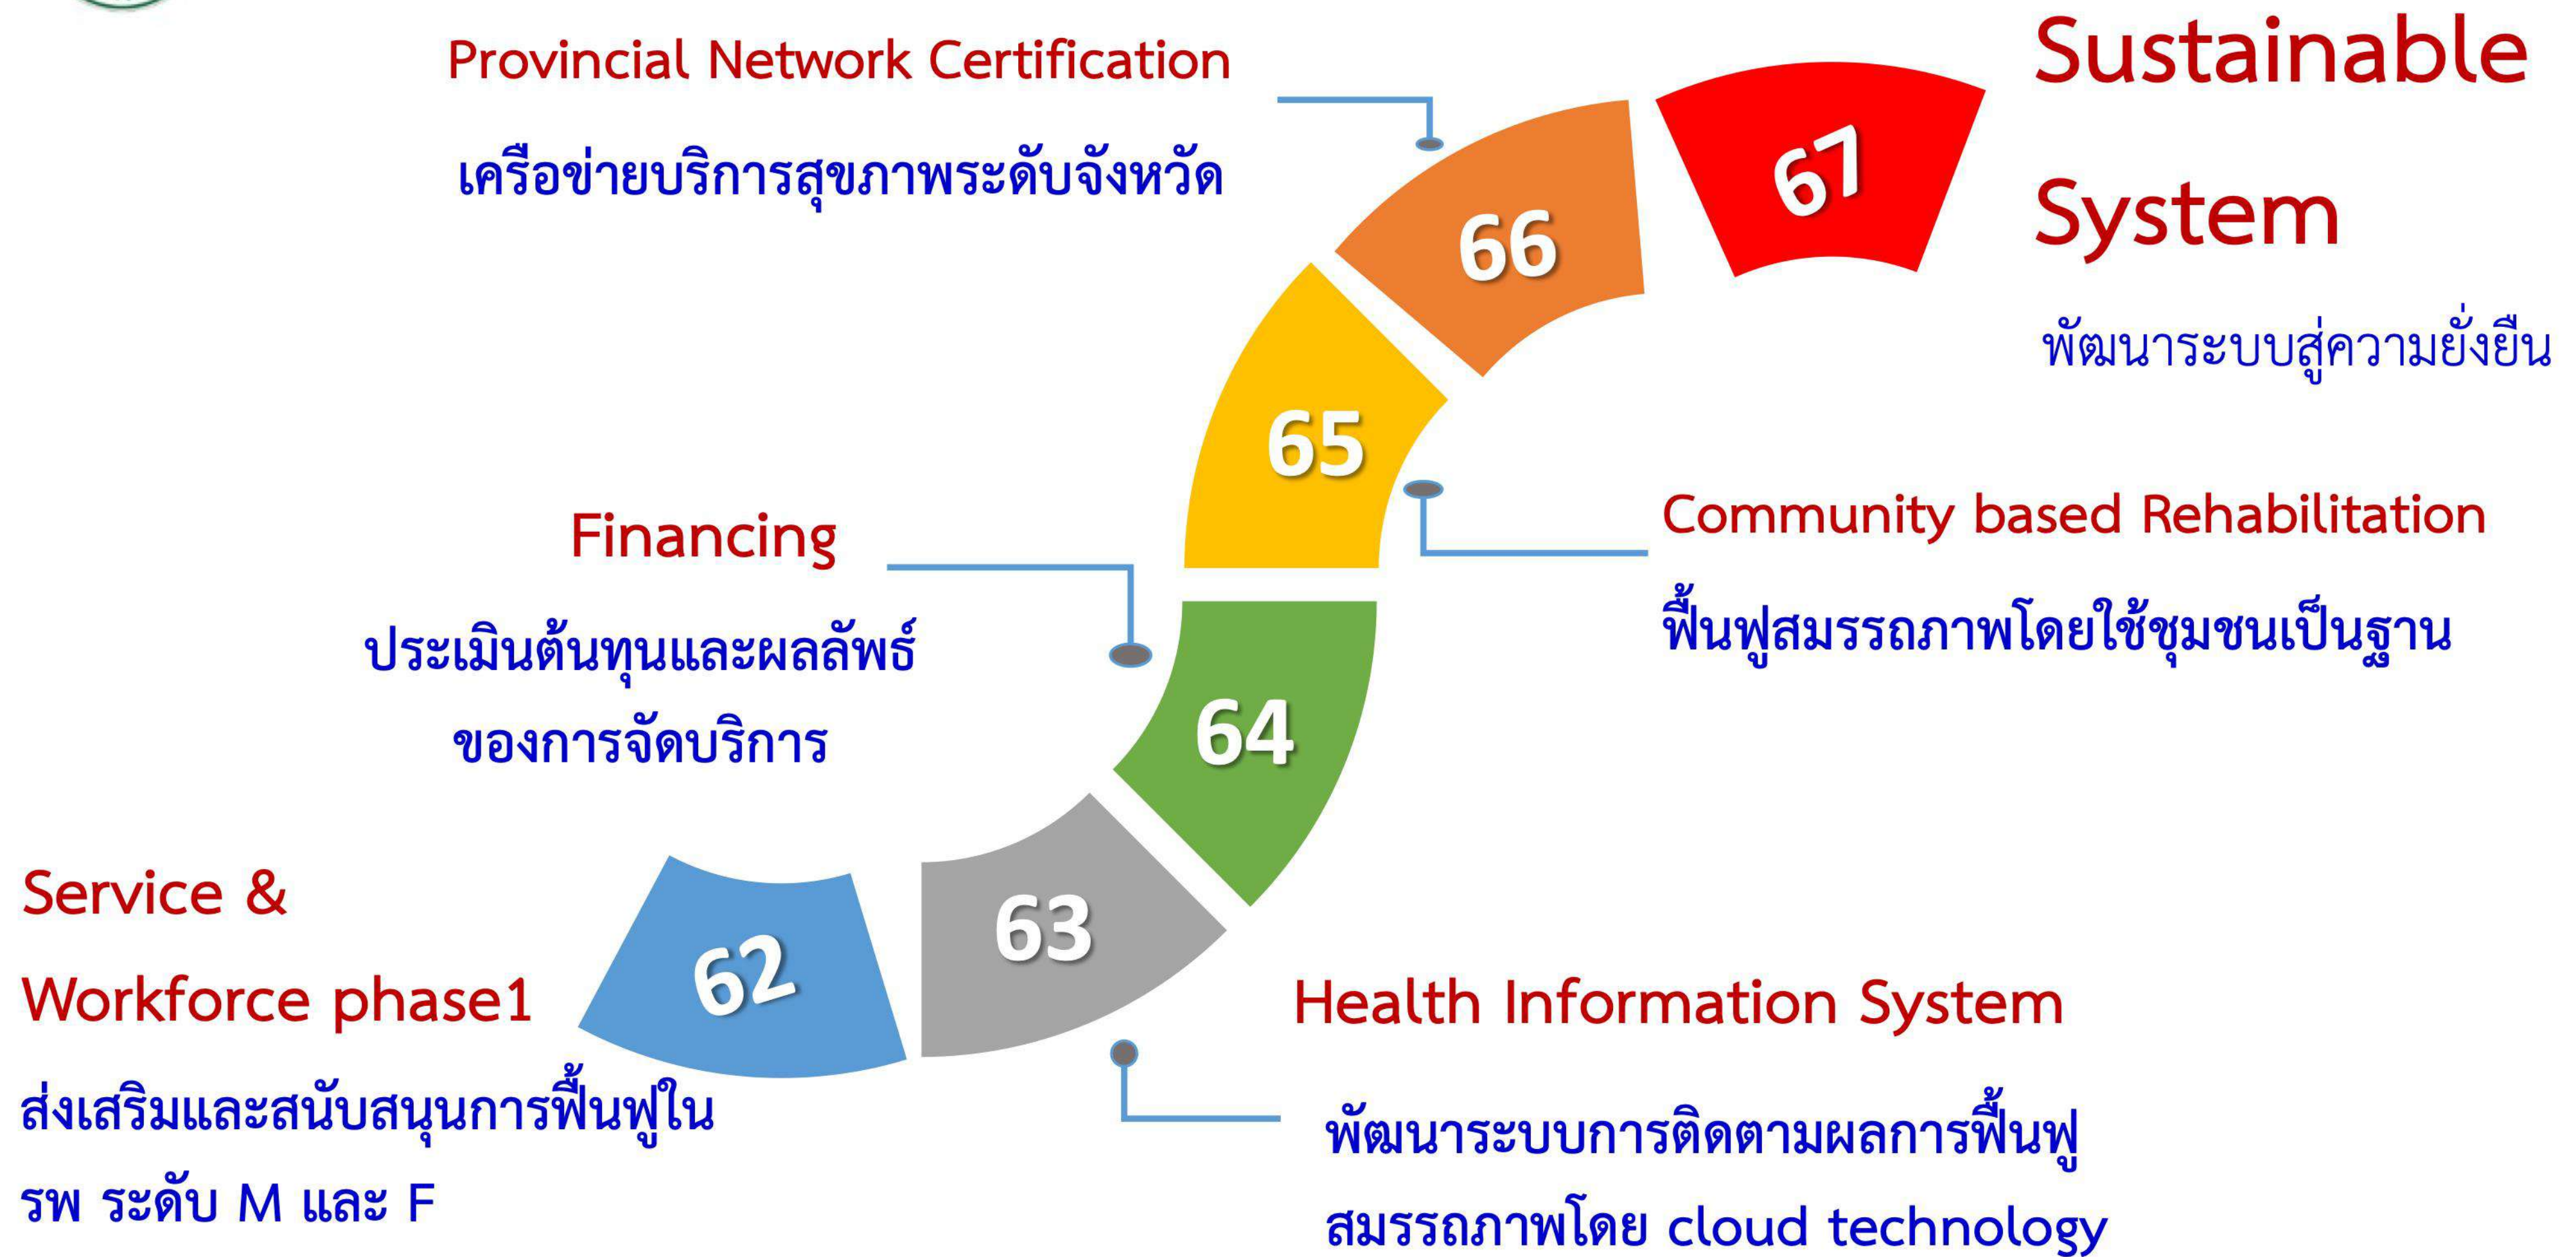 Provincial Network Certification
เครือข่ายบริการสุขภาพระดับจังหวัด
66
67
Sustainable
System
พัฒนาระบบสู่ความยั่งยืน
65
Community based Rehabilitation
ฟื้นฟูสมรรถภาพโดยใช้ชุมชนเป็นฐาน
Financing
ประเมินต้นทุนและผลลัพธ์
ของการจัดบริการ
64
63
Health Information System
พัฒนาระบบการติดตามผลการฟื้นฟู
สมรรถภาพโดย cloud technology
62
Service &
Workforce phase1
ส่งเสริมและสนับสนุนการฟื้นฟูใน
รพ ระดับ M และ F